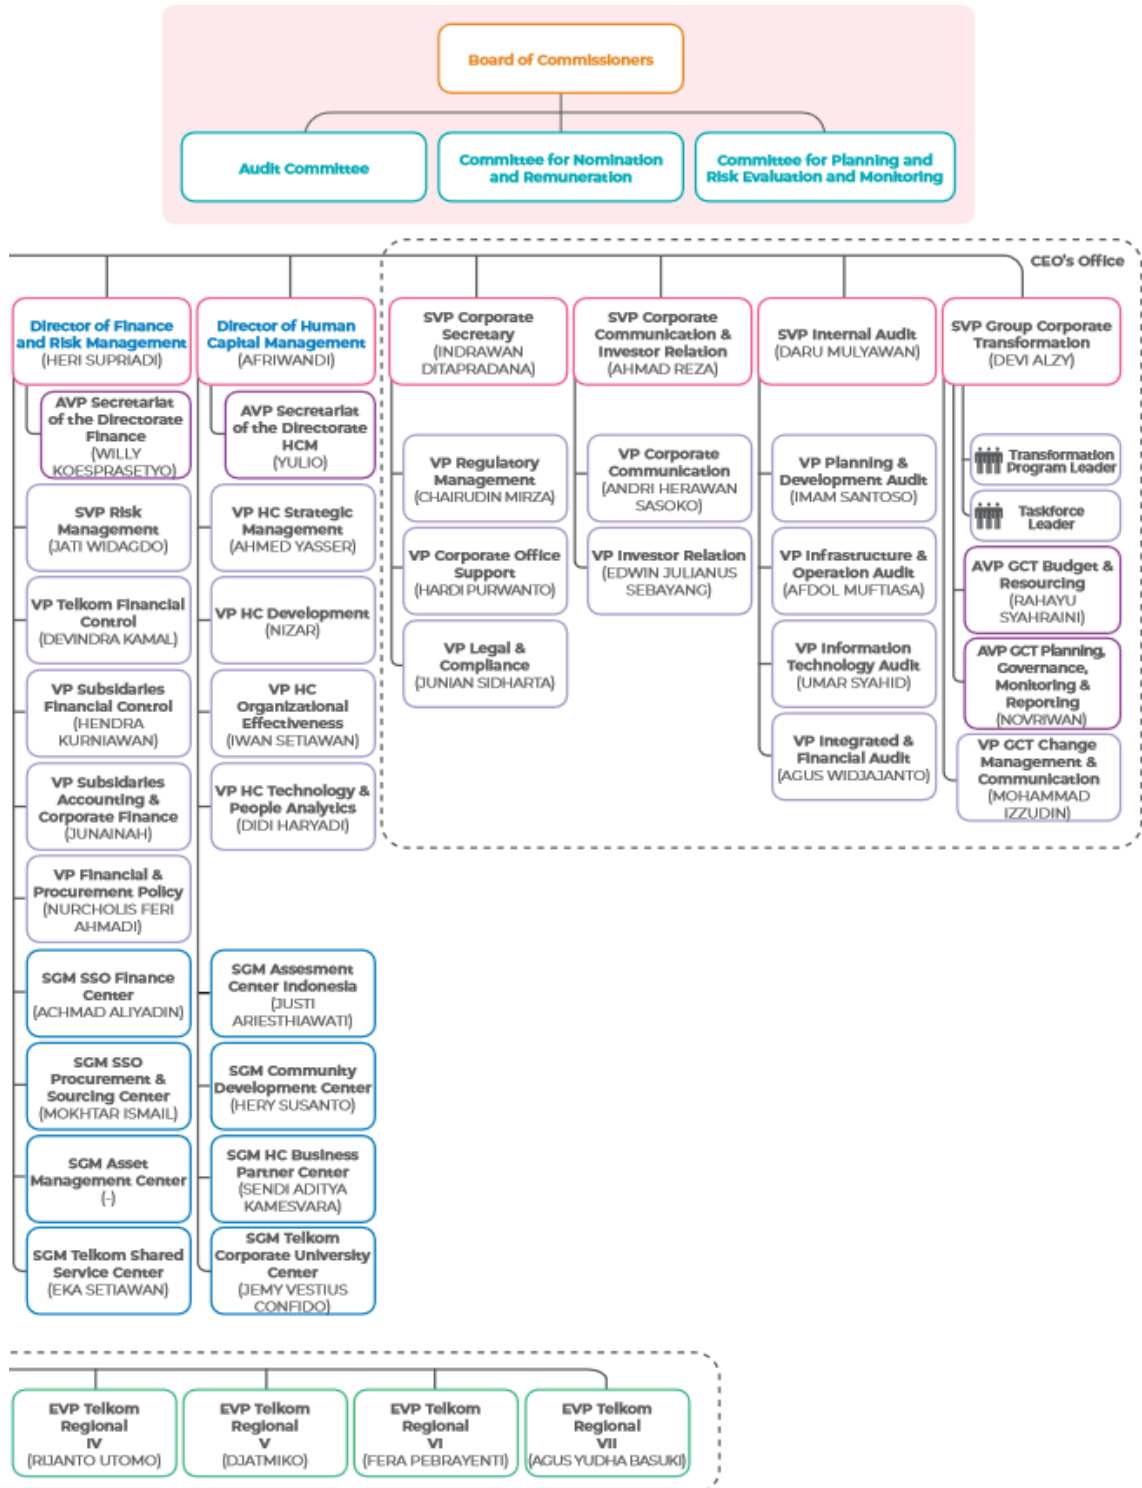 Board of Commissioners
Audit Committee
Committee for Nomination
and Remuneration
Committee for Planning and
Risk Evaluation and Monitoring
CEO's Office
Director of Finance
and Risk Management
(HERI SUPRIADI)
Director of Human
Capital Management
(AFRIWANDI)
SVP Corporate
Secretary
(INDRAWAN
DITAPRADANA)
SVP Corporate
Communication &
Investor Relation
(AHMAD REZA)
SVP Internal Audit
(DARU MULYAWAN)
SVP Group Corporate
Transformation
(DEVI ALZY)
AVP Secretariat
of the Directorate
Finance
(WILLY
KOESPRASETYO)
SVP Risk
Management
(JATI WIDAGDO)
VP Telkom Financial
Control
(DEVINDRA KAMAL)
VP Subsidaries
Financial Control
(HENDRA
KURNIAWAN)
VP Subsidaries
Accounting &
Corporate Finance
(JUNAINAH)
VP Financial &
Procurement Policy
(NURCHOLIS FERI
AHMADI)
SGM SSO Finance
Center
(ACHMAD ALIYADIN)
SGM SSO
Procurement &
Sourcing Center
(MOKHTAR ISMAIL)
SGM Asset
Management Center
(-)
SGM Telkom Shared
Service Center
(EKA SETIAWAN)
AVP Secretariat
of the Directorate
HCM
(YULIO)
VP HC Strategic
Management
(AHMED YASSER)
VP HC Development
(NIZAR)
VP HC
Organizational
Effectiveness
(IWAN SETIAWAN)
VP HC Technology &
People Analytics
(DIDI HARYADI)
SGM Assesment
Center Indonesia
(JUSTI
ARIESTHIAWATI)
SGM Community
Development Center
(HERY SUSANTO)
SGM HC Business
Partner Center
(SENDI ADITYA
KAMESVARA)
SGM Telkom
Corporate University
Center
(JEMY VESTIUS
CONFIDO)
VP Regulatory
Management
(CHAIRUDIN MIRZA)
VP Corporate Office
Support
(HARDI PURWANTO)
VP Legal &
Compliance
(JUNIAN SIDHARTA)
VP Corporate
Communication
(ANDRI HERAWAN
SASOKO)
VP Investor Relation
(EDWIN JULIANUS
SEBAYANG)
VP Planning &
Development Audit
(IMAM SANTOSO)
VP Infrastructure &
Operation Audit
(AFDOL MUFTIASA)
VP Information
Technology Audit
(UMAR SYAHID)
VP Integrated &
Financial Audit
(AGUS WIDJAJANTO)
Transformation
Program Leader
Taskforce
Leader
AVP GCT Budget &
Resourcing
(RAHAYU
SYAHRAINI)
AVP GCT Planning,
Governance,
Monitoring &
Reporting
(NOVRIWAN)
VP GCT Change
Management &
Communication
(MOHAMMAD
IZZUDIN)
EVP Telkom
Regional
IV
(RIJANTO UTOMO)
EVP Telkom
Regional
V
(DJATMIKO)
EVP Telkom
Regional
VI
(FERA PEBRAYENTI)
EVP Telkom
Regional
VII
(AGUS YUDHA BASUKI)